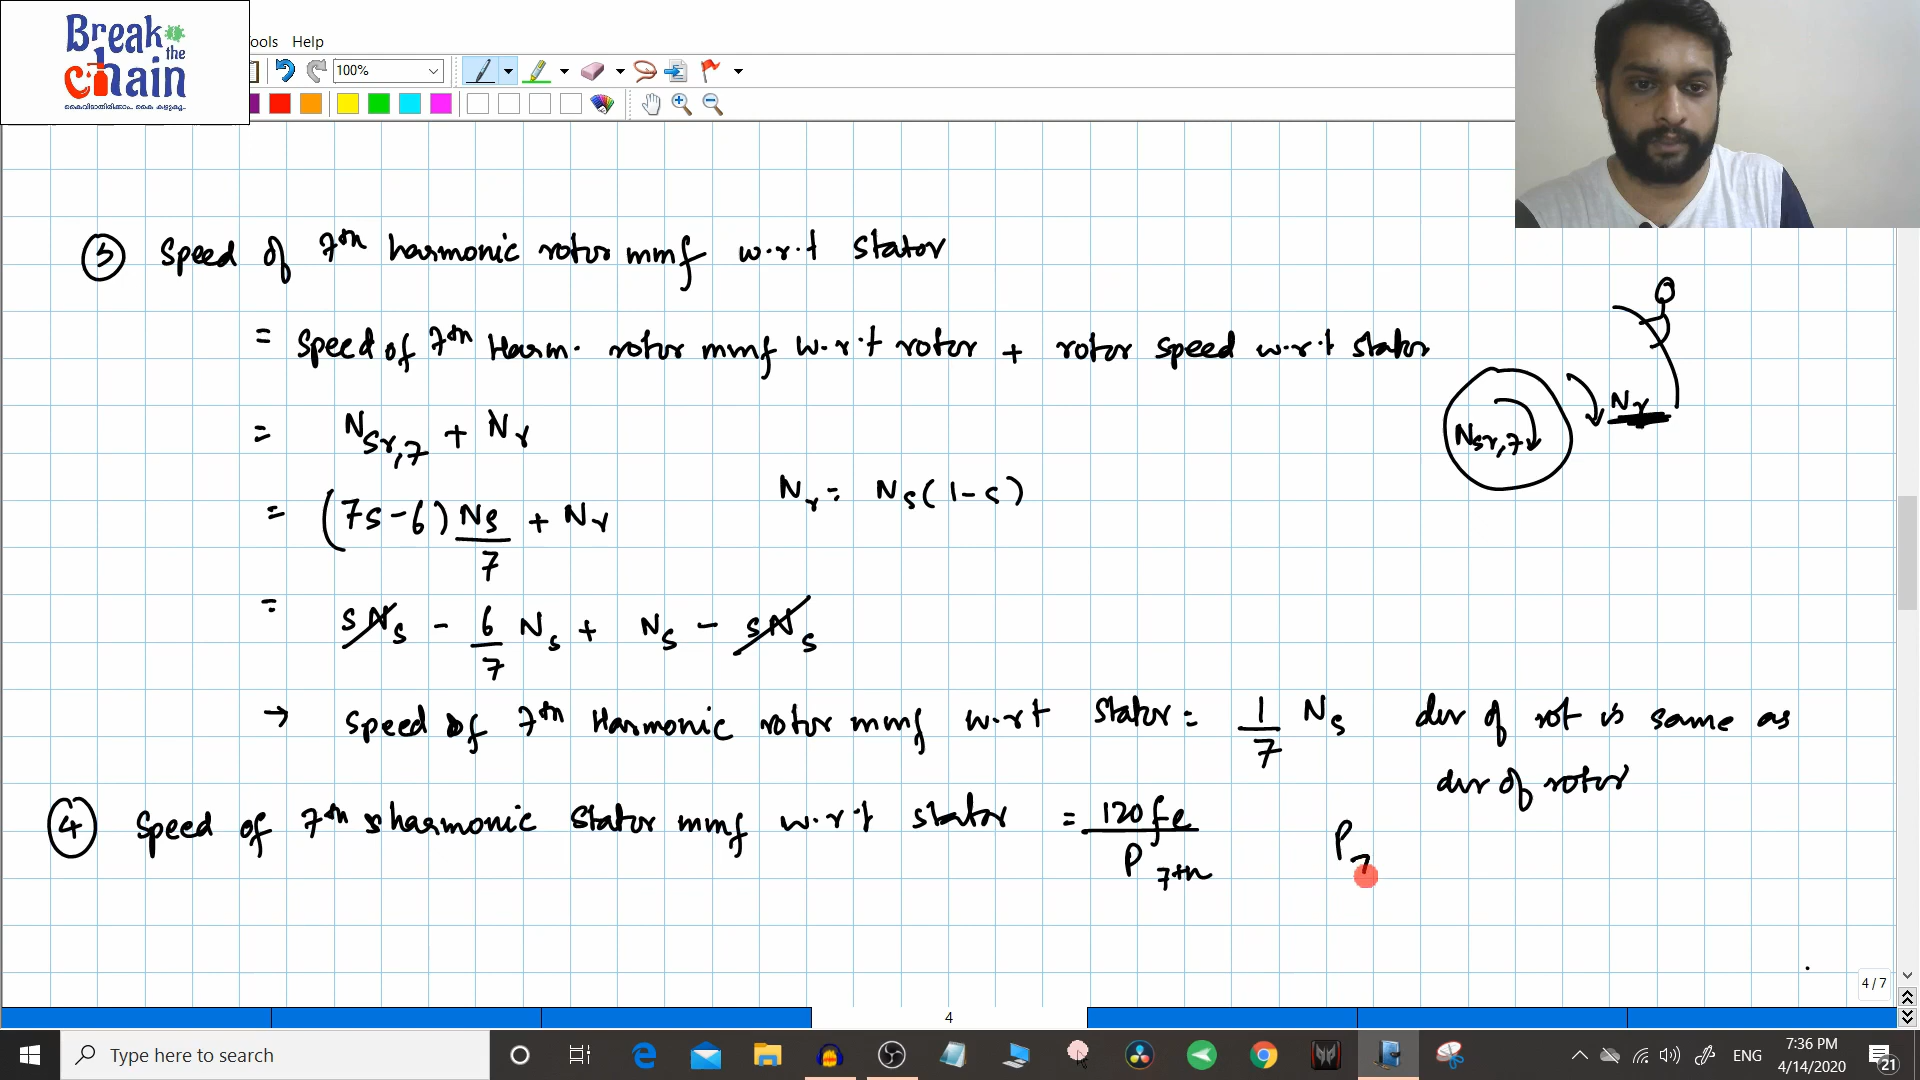 Break
the
chain
കൈവിടാതിരിക്കാം കൈ കഴുകൂ..
ools Help
100%
③ Speed of 7th harmonic rotor mmf w.r.t stator
= Speed of 7th Harm. rotor mmf w.r.t rotor + rotor speed w.r.t stator
= Nsr,7 + Nr
Nsr,7
Nr
Nr = Ns(1-s)
= (7s-6) Ns/7 + Nr
= sNs - 6/7 Ns + Ns - sNs
→ Speed of 7th Harmonic rotor mmf w.r.t stator = 1/7 Ns dir of rot is same as
dir of rotor
④ Speed of 7th harmonic stator mmf w.r.t stator = 120fe/P 7th
P7
4 / 7
4
Type here to search
ENG
7:36 PM
4/14/2020
21